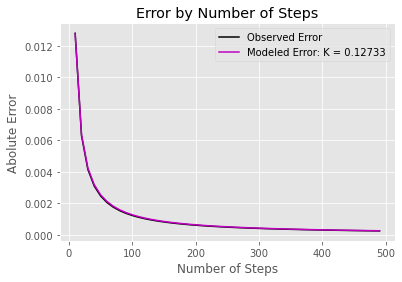 Error by Number of Steps
Observed Error
Modeled Error: K = 0.12733
Abolute Error
0.012
0.010
0.008
0.006
0.004
0.002
0.000
0 100 200 300 400 500
Number of Steps